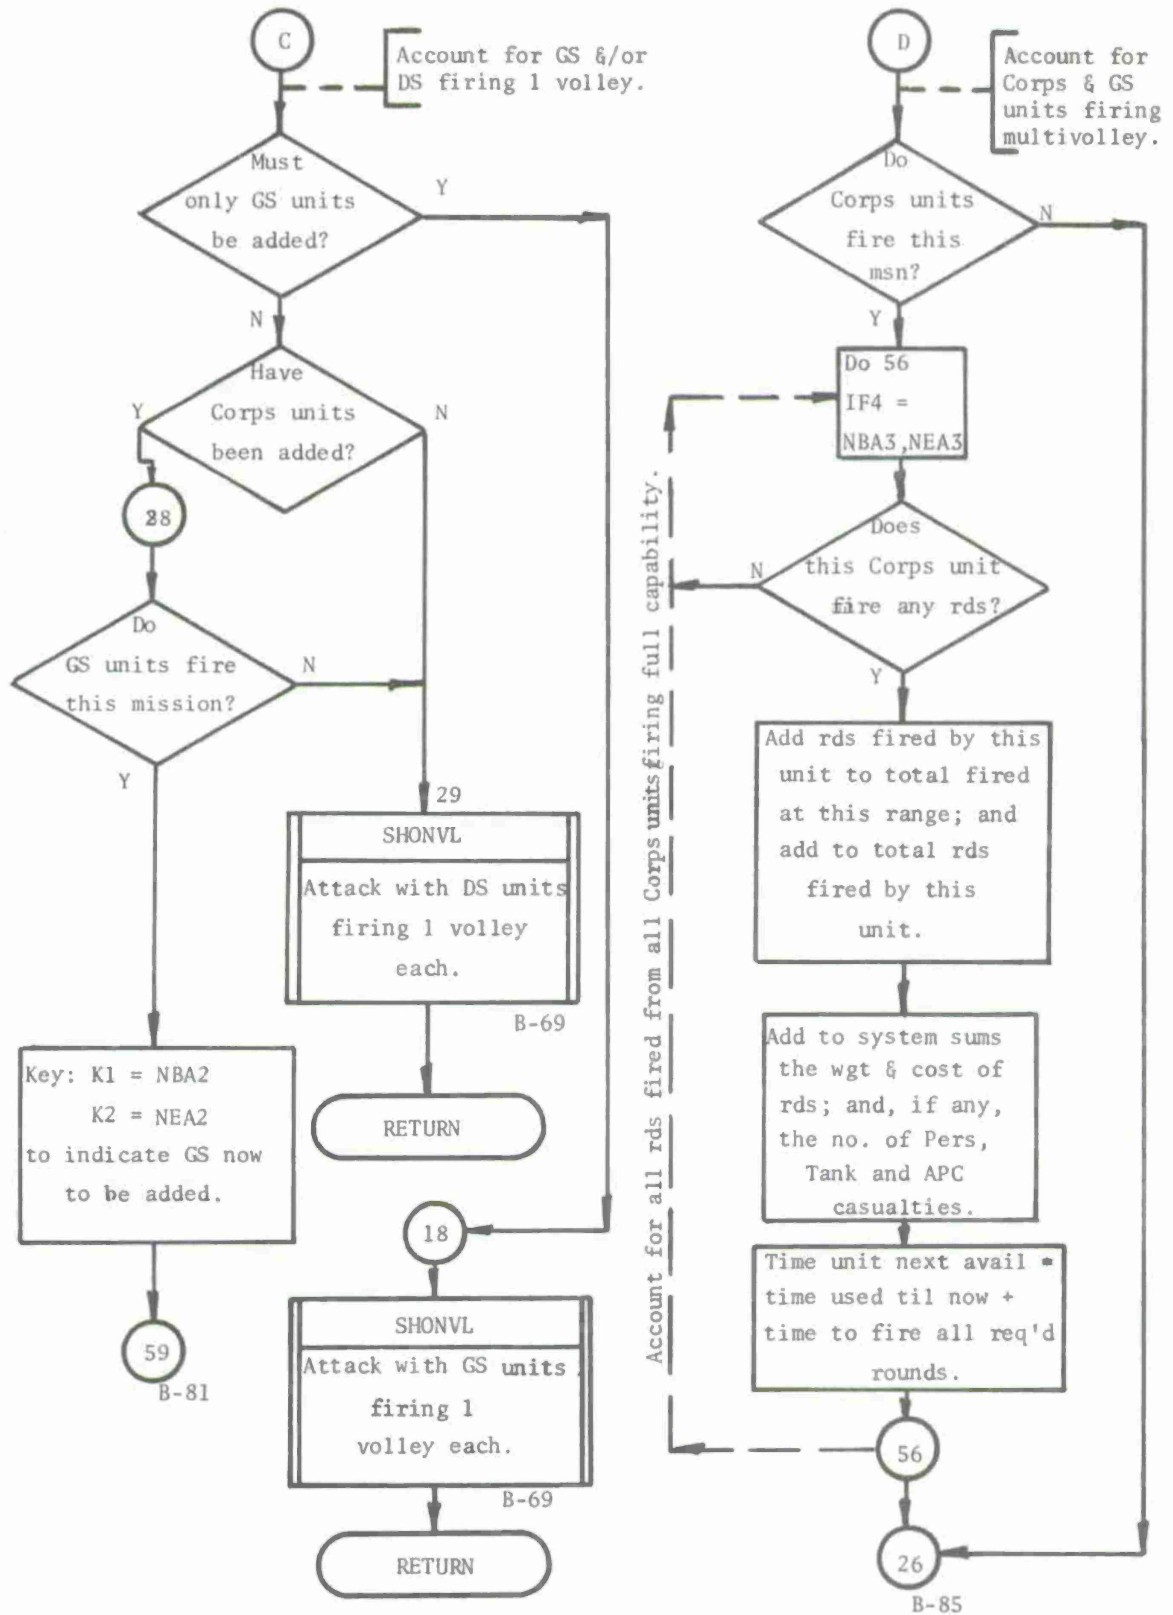 C
Account for GS &/or
DS firing 1 volley.
Must
only GS units
be added?
Y
N
Have
Corps units
been added?
Y
N
28
Do
GS units fire
this mission?
N
Y
29
SHONVL
Attack with DS units
firing 1 volley
each.
B-69
RETURN
Key: K1 = NBA2
K2 = NEA2
to indicate GS now
to be added.
59
B-81
18
SHONVL
Attack with GS units
firing 1
volley each.
B-69
RETURN
D
Account for
Corps & GS
units firing
multivolley.
Do
Corps units
fire this
msn?
N
Y
Do 56
IF4 =
NBA3,NEA3
Does
this Corps unit
fire any rds?
N
Y
Account for all rds fired from all Corps units firing full capability.
Add rds fired by this
unit to total fired
at this range; and
add to total rds
fired by this
unit.
Add to system sums
the wgt & cost of
rds; and, if any,
the no. of Pers,
Tank and APC
casualties.
Time unit next avail =
time used til now +
time to fire all req'd
rounds.
56
26
B-85